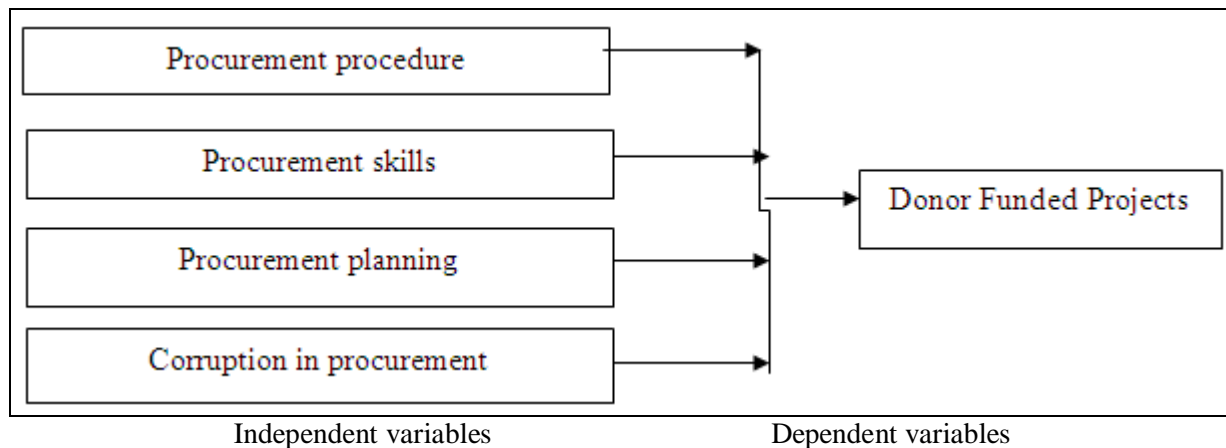 Procurement procedure
Procurement skills
Procurement planning
Corruption in procurement
Donor Funded Projects
Independent variables
Dependent variables